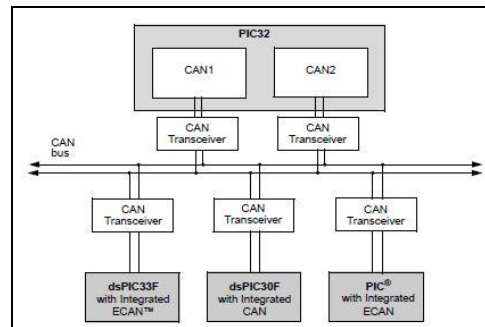 PIC32
CAN1
CAN2
CAN
Transceiver
CAN
Transceiver
CAN
bus
CAN
Transceiver
CAN
Transceiver
CAN
Transceiver
dsPIC33F
with Integrated
ECAN™
dsPIC30F
with Integrated
CAN
PIC®
with Integrated
ECAN